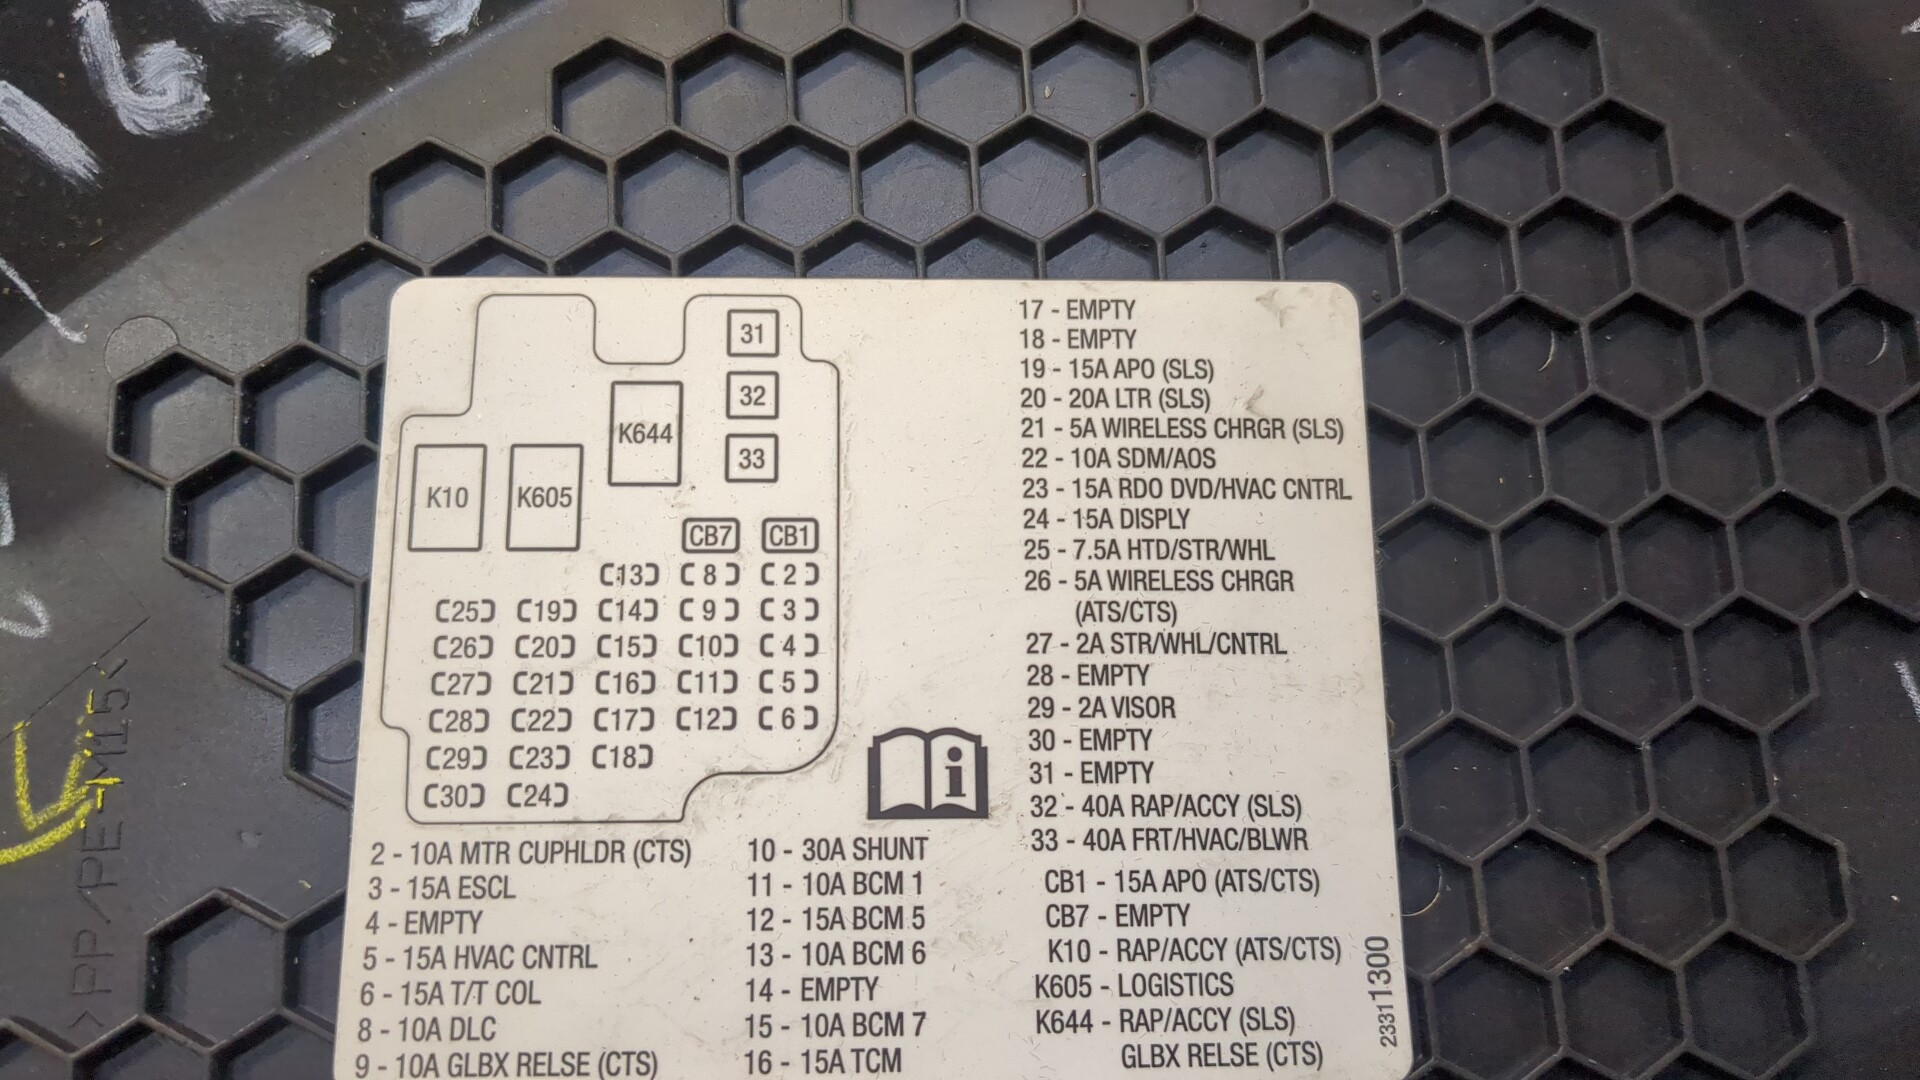 165
31
32
33
K644
K10
K605
CB7
CB1
13
8
2
25
19
14
9
3
26
20
15
10
4
27
21
16
11
5
28
22
17
12
6
29
23
18
30
24
2 - 10A MTR CUPHLDR (CTS)
3 - 15A ESCL
4 - EMPTY
5 - 15A HVAC CNTRL
6 - 15A T/T COL
8 - 10A DLC
9 - 10A GLBX RELSE (CTS)
10 - 30A SHUNT
11 - 10A BCM 1
12 - 15A BCM 5
13 - 10A BCM 6
14 - EMPTY
15 - 10A BCM 7
16 - 15A TCM
17 - EMPTY
18 - EMPTY
19 - 15A APO (SLS)
20 - 20A LTR (SLS)
21 - 5A WIRELESS CHRGR (SLS)
22 - 10A SDM/AOS
23 - 15A RDO DVD/HVAC CNTRL
24 - 15A DISPLY
25 - 7.5A HTD/STR/WHL
26 - 5A WIRELESS CHRGR
(ATS/CTS)
27 - 2A STR/WHL/CNTRL
28 - EMPTY
29 - 2A VISOR
30 - EMPTY
31 - EMPTY
32 - 40A RAP/ACCY (SLS)
33 - 40A FRT/HVAC/BLWR
CB1 - 15A APO (ATS/CTS)
CB7 - EMPTY
K10 - RAP/ACCY (ATS/CTS)
K605 - LOGISTICS
K644 - RAP/ACCY (SLS)
GLBX RELSE (CTS)
23311300
>PP/PE-M15<